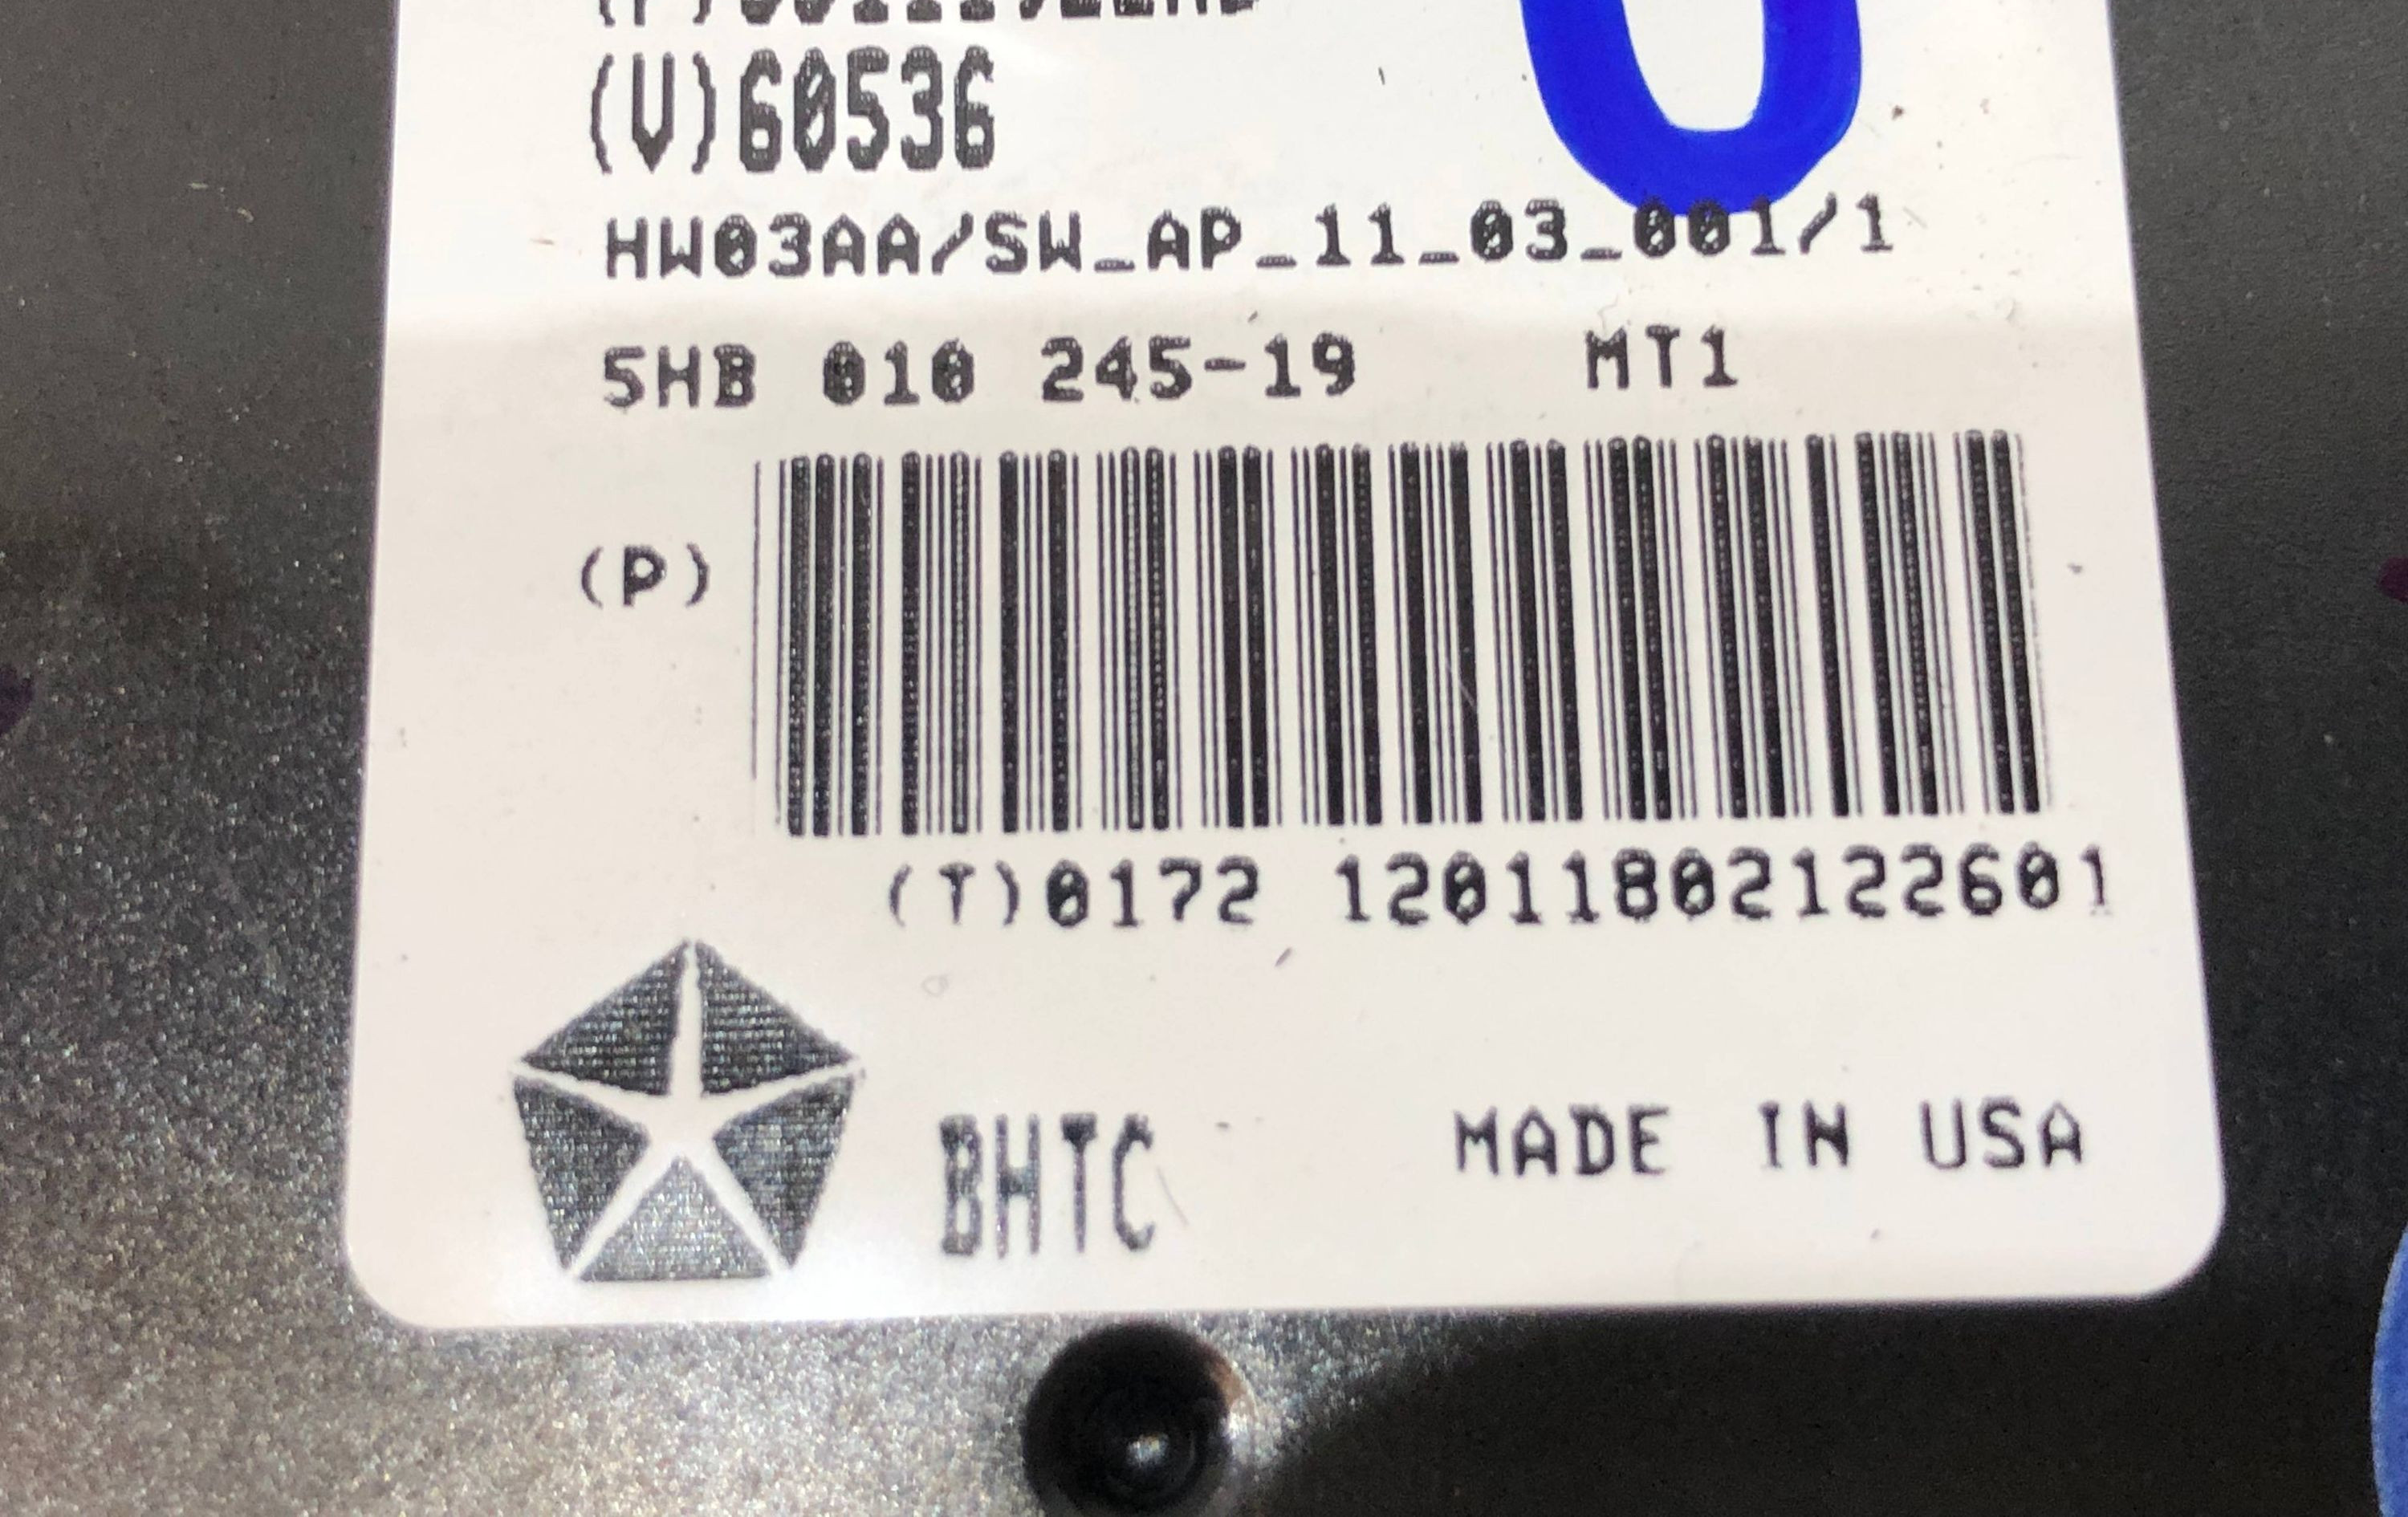 (V)60536
HW03AA/SW_AP_11_03_001/1
5HB 010 245-19 MT1
(P)
(T)0172 12011802122601
BHTC
MADE IN USA